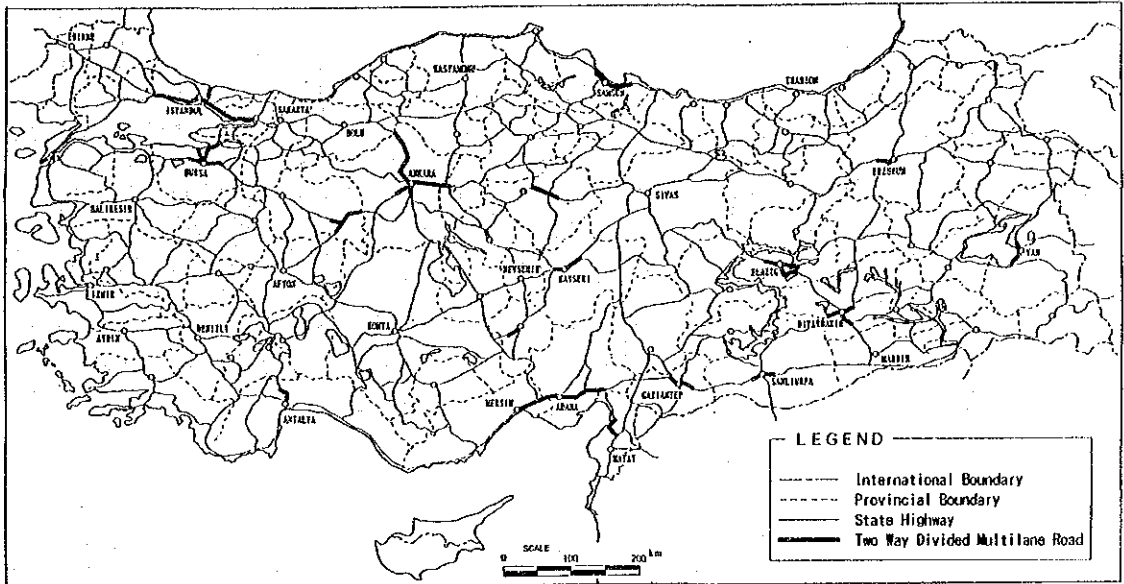 EDIRNE
ISTANBUL
SAKARYA
BOLU
KASTAMONU
SAMSUN
TRABZON
BURSA
ANKARA
SIVAS
ERZURUM
BALIKESIR
VAN
ELAZIG
NEVSEHIR
KAYSERI
AFYON
IZMIR
DIYARBAKIR
AYDIN
DENIZLI
KONYA
MARDIN
SANLIURFA
GAZIANTEP
MERSIN
ADANA
ANTALYA
HATAY
LEGEND
International Boundary
Provincial Boundary
State Highway
Two Way Divided Multilane Road
SCALE
0 100 200 km